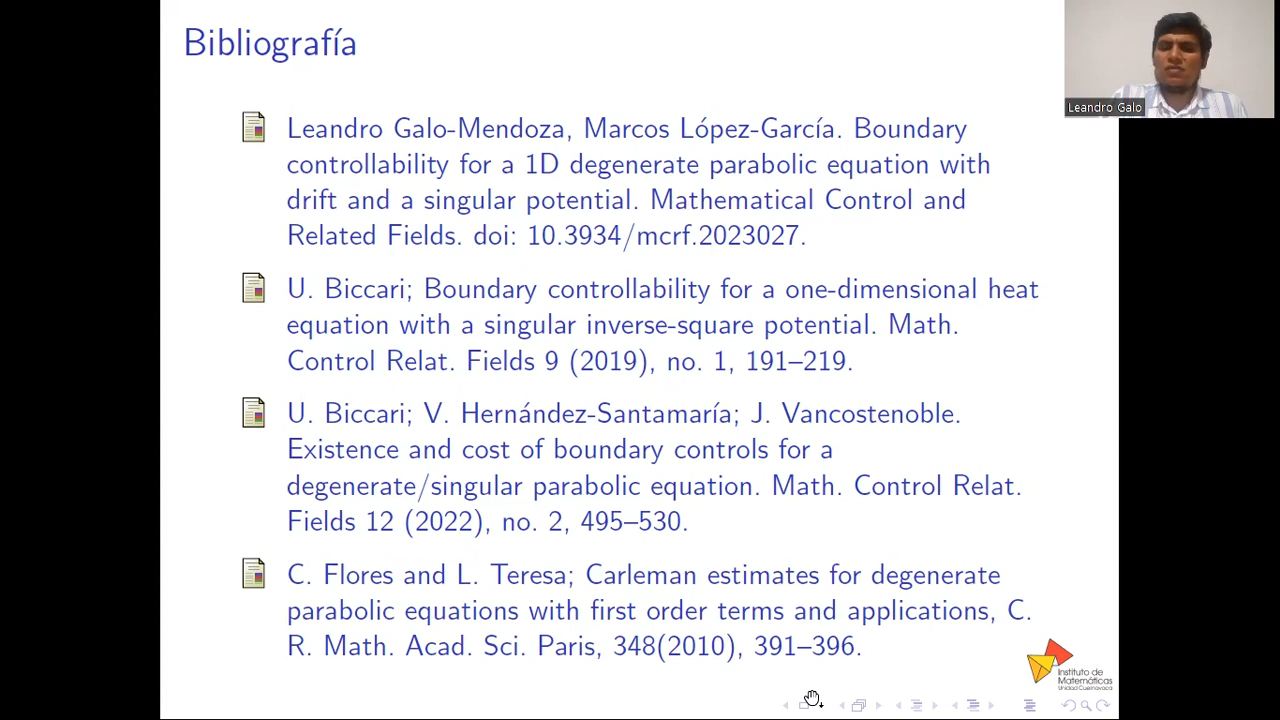 Bibliografía
Leandro Galo-Mendoza, Marcos López-García. Boundary
controllability for a 1D degenerate parabolic equation with
drift and a singular potential. Mathematical Control and
Related Fields. doi: 10.3934/mcrf.2023027.
U. Biccari; Boundary controllability for a one-dimensional heat
equation with a singular inverse-square potential. Math.
Control Relat. Fields 9 (2019), no. 1, 191–219.
U. Biccari; V. Hernández-Santamaría; J. Vancostenoble.
Existence and cost of boundary controls for a
degenerate/singular parabolic equation. Math. Control Relat.
Fields 12 (2022), no. 2, 495–530.
C. Flores and L. Teresa; Carleman estimates for degenerate
parabolic equations with first order terms and applications, C.
R. Math. Acad. Sci. Paris, 348(2010), 391–396.
Leandro Galo
Instituto de
Matemáticas
Unidad Cuernavaca